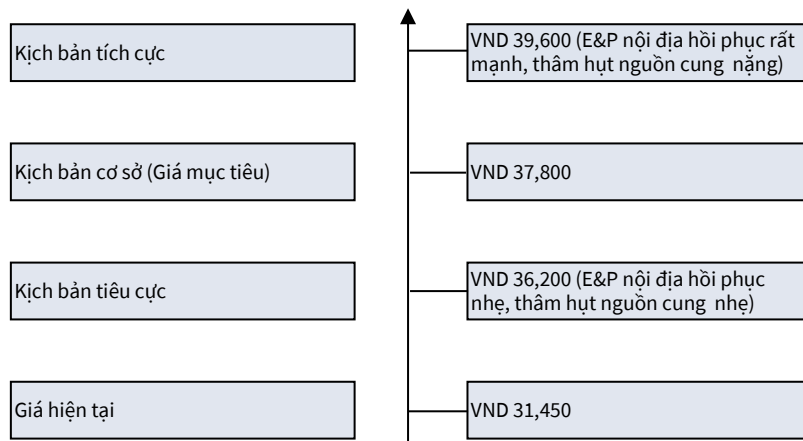 Kịch bản tích cực
VND 39,600 (E&P nội địa hồi phục rất
mạnh, thâm hụt nguồn cung nặng)
Kịch bản cơ sở (Giá mục tiêu)
VND 37,800
Kịch bản tiêu cực
VND 36,200 (E&P nội địa hồi phục
nhẹ, thâm hụt nguồn cung nhẹ)
Giá hiện tại
VND 31,450